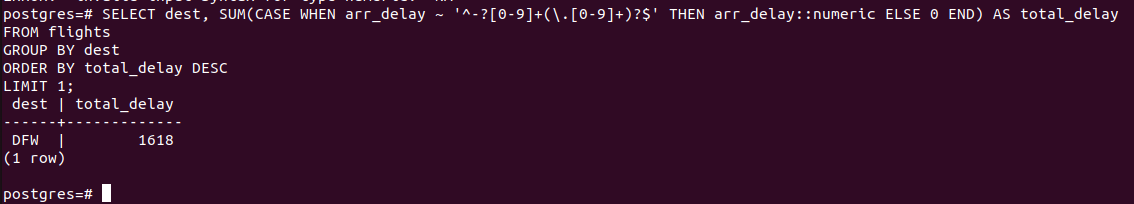 postgres=# SELECT dest, SUM(CASE WHEN arr_delay ~ '^-?[0-9]+(\.[0-9]+)?$' THEN arr_delay::numeric ELSE 0 END) AS total_delay
FROM flights
GROUP BY dest
ORDER BY total_delay DESC
LIMIT 1;
 dest | total_delay
------+-------------
 DFW  |        1618
(1 row)

postgres=#